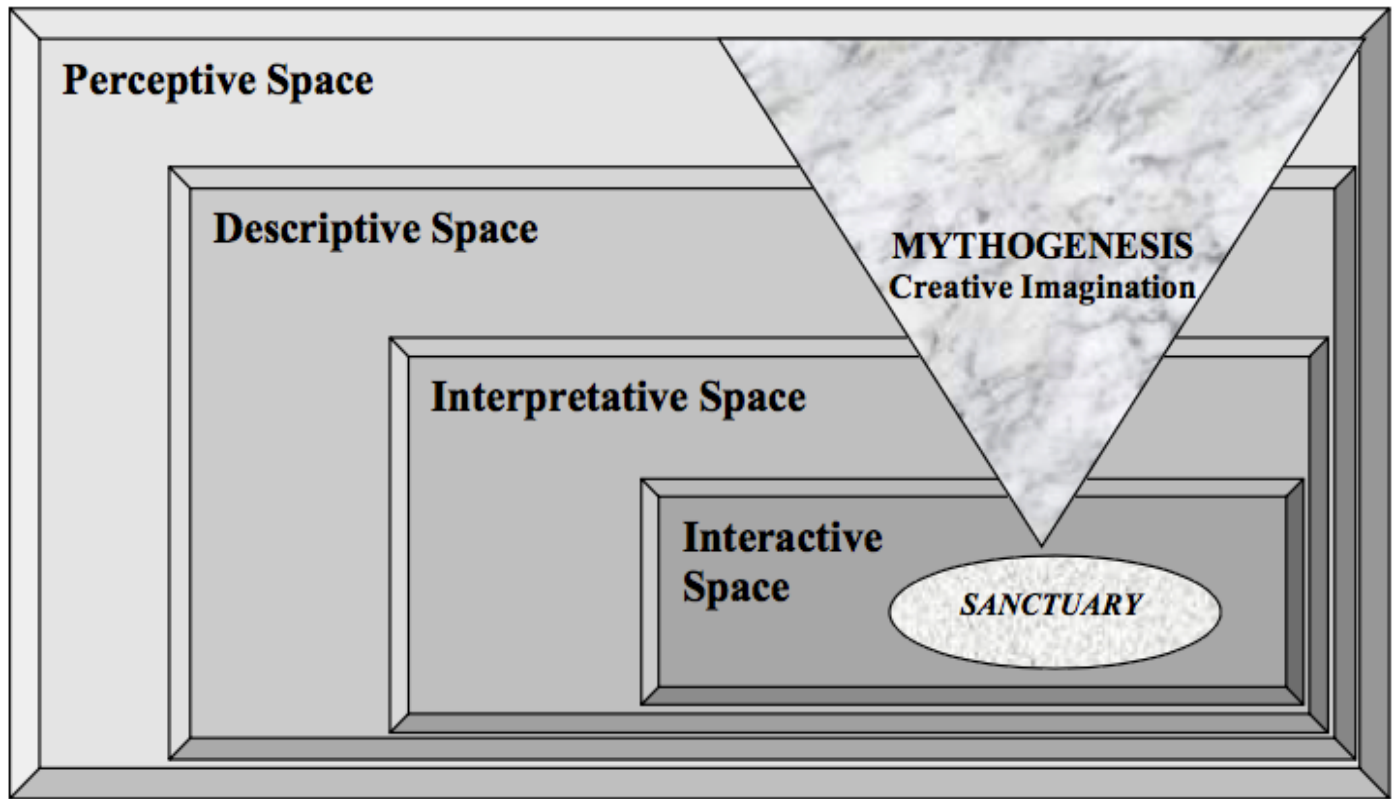 Perceptive Space
Descriptive Space
MYTHOGENESIS
Creative Imagination
Interpretative Space
Interactive
Space
SANCTUARY